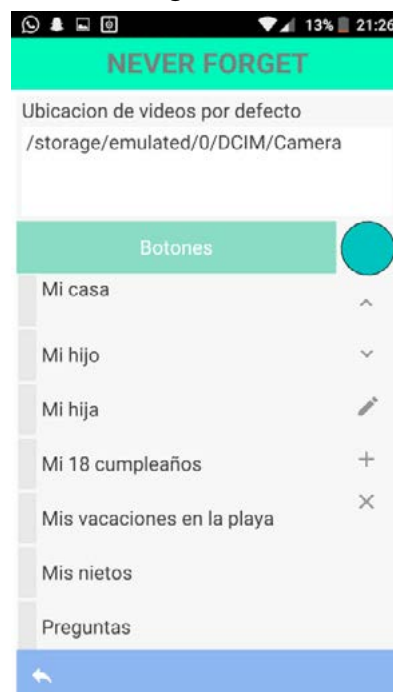 13% 21:26
NEVER FORGET
Ubicacion de videos por defecto
/storage/emulated/0/DCIM/Camera
Botones
Mi casa
Mi hijo
Mi hija
Mi 18 cumpleaños
Mis vacaciones en la playa
Mis nietos
Preguntas